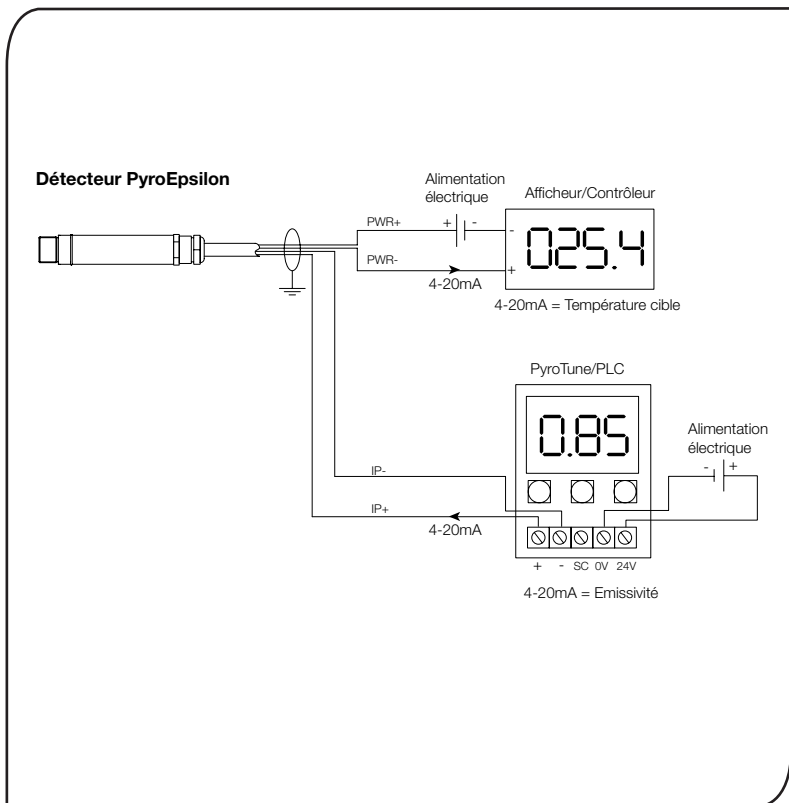 Détecteur PyroEpsilon
Alimentation
électrique
Afficheur/Contrôleur
PWR+
+ -
-
025.4
PWR-
+
4-20mA
4-20mA = Température cible
PyroTune/PLC
0.85
Alimentation
électrique
- +
IP-
IP+
4-20mA
+ - SC 0V 24V
4-20mA = Emissivité